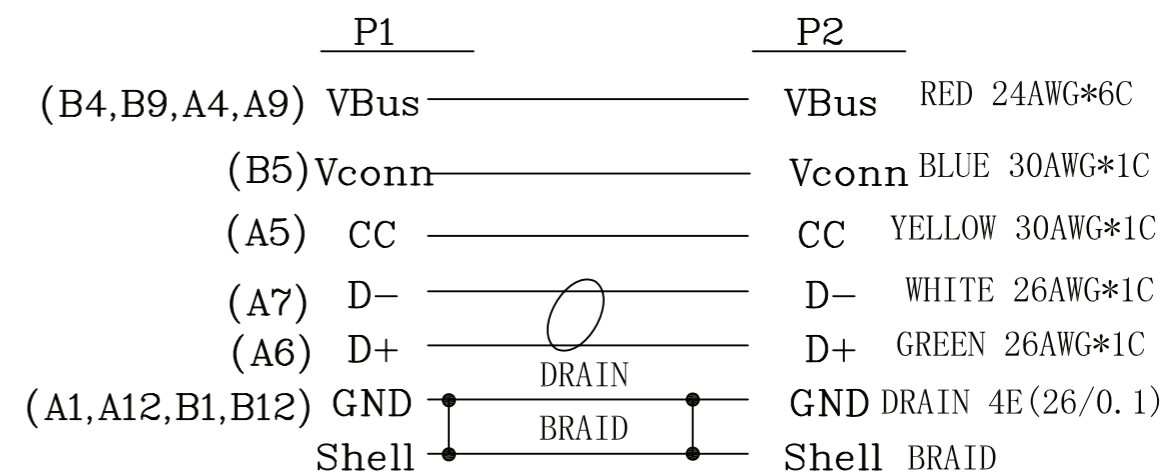 P1 P2
(B4,B9,A4,A9) VBus VBus RED 24AWG*6C
(B5) Vconn Vconn BLUE 30AWG*1C
(A5) CC CC YELLOW 30AWG*1C
(A7) D- D- WHITE 26AWG*1C
(A6) D+ D+ GREEN 26AWG*1C
DRAIN
(A1,A12,B1,B12) GND GND DRAIN 4E(26/0.1)
BRAID
Shell Shell BRAID